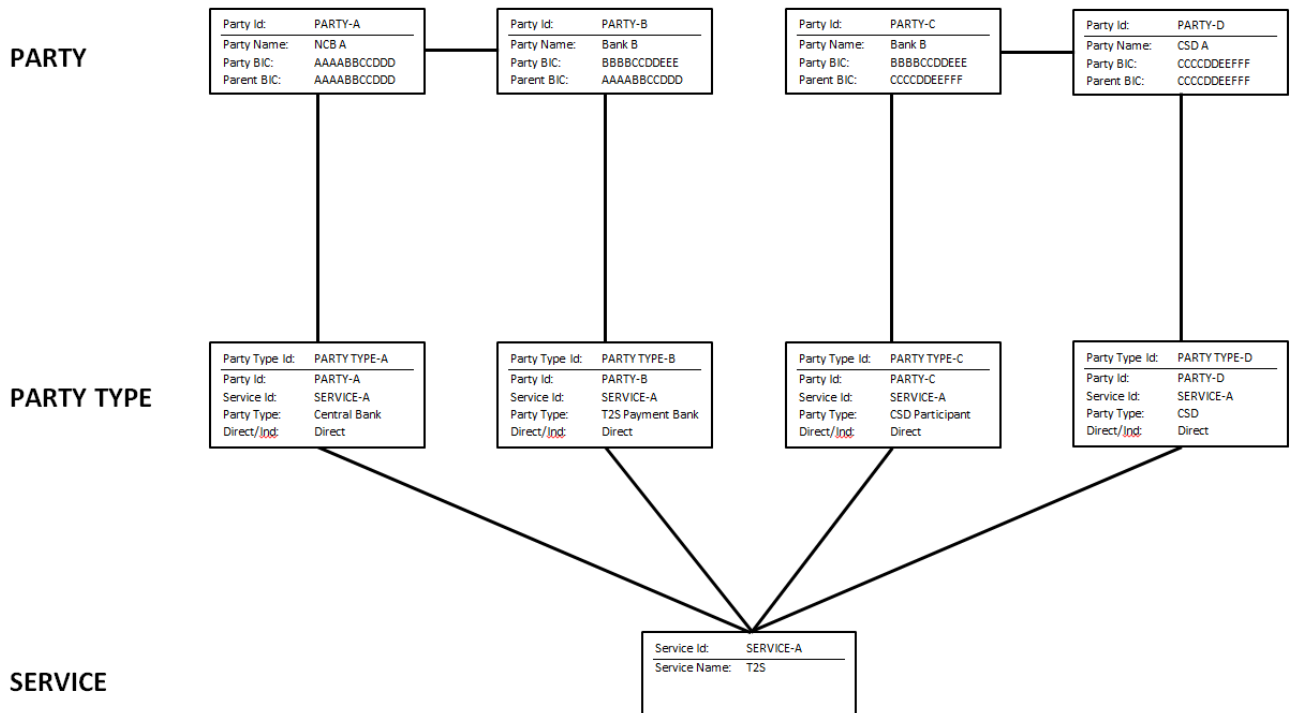 PARTY
Party Id: PARTY-A
Party Name: NCB A
Party BIC: AAAABBCCDDD
Parent BIC: AAAABBCCDDD
Party Id: PARTY-B
Party Name: Bank B
Party BIC: BBBBCCDDEEE
Parent BIC: AAAABBCCDDD
Party Id: PARTY-C
Party Name: Bank B
Party BIC: BBBBCCDDEEE
Parent BIC: CCCCDDEEFFF
Party Id: PARTY-D
Party Name: CSD A
Party BIC: CCCCDDEEFFF
Parent BIC: CCCCDDEEFFF
PARTY TYPE
Party Type Id: PARTY TYPE-A
Party Id: PARTY-A
Service Id: SERVICE-A
Party Type: Central Bank
Direct/Ind: Direct
Party Type Id: PARTY TYPE-B
Party Id: PARTY-B
Service Id: SERVICE-A
Party Type: T2S Payment Bank
Direct/Ind: Direct
Party Type Id: PARTY TYPE-C
Party Id: PARTY-C
Service Id: SERVICE-A
Party Type: CSD Participant
Direct/Ind: Direct
Party Type Id: PARTY TYPE-D
Party Id: PARTY-D
Service Id: SERVICE-A
Party Type: CSD
Direct/Ind: Direct
SERVICE
Service Id: SERVICE-A
Service Name: T2S